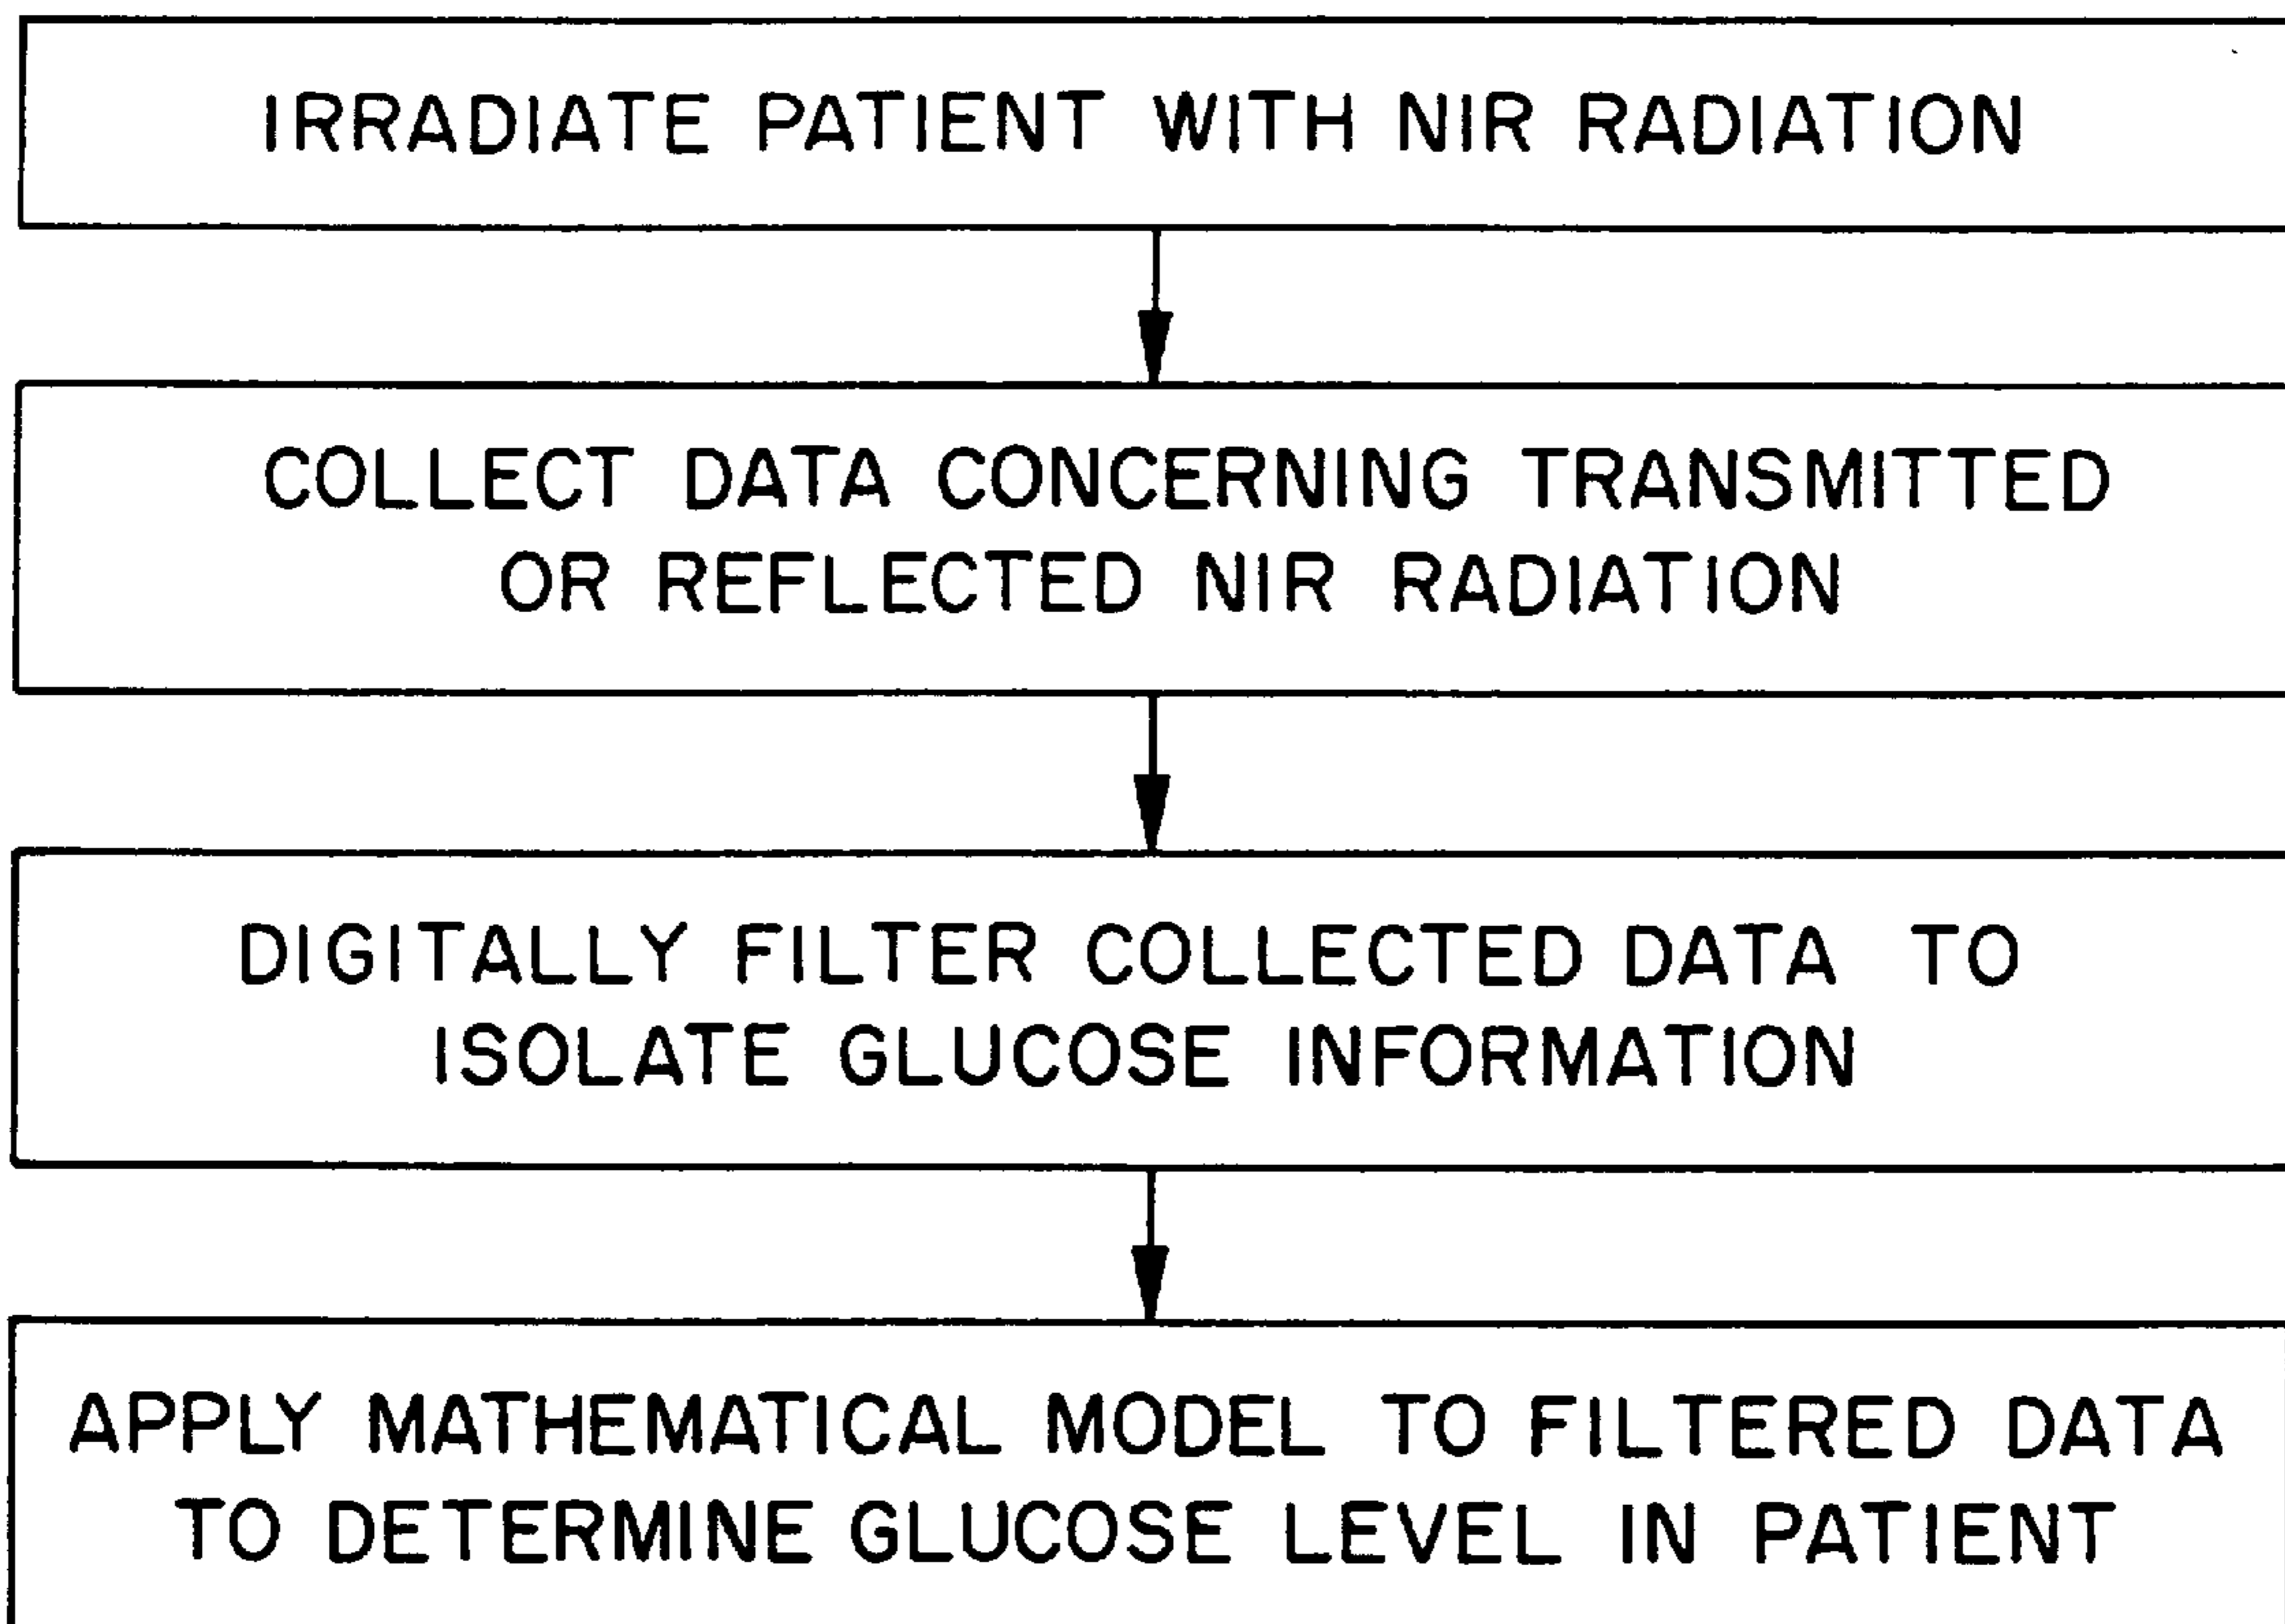 IRRADIATE PATIENT WITH NIR RADIATION
COLLECT DATA CONCERNING TRANSMITTED
OR REFLECTED NIR RADIATION
DIGITALLY FILTER COLLECTED DATA TO
ISOLATE GLUCOSE INFORMATION
APPLY MATHEMATICAL MODEL TO FILTERED DATA
TO DETERMINE GLUCOSE LEVEL IN PATIENT